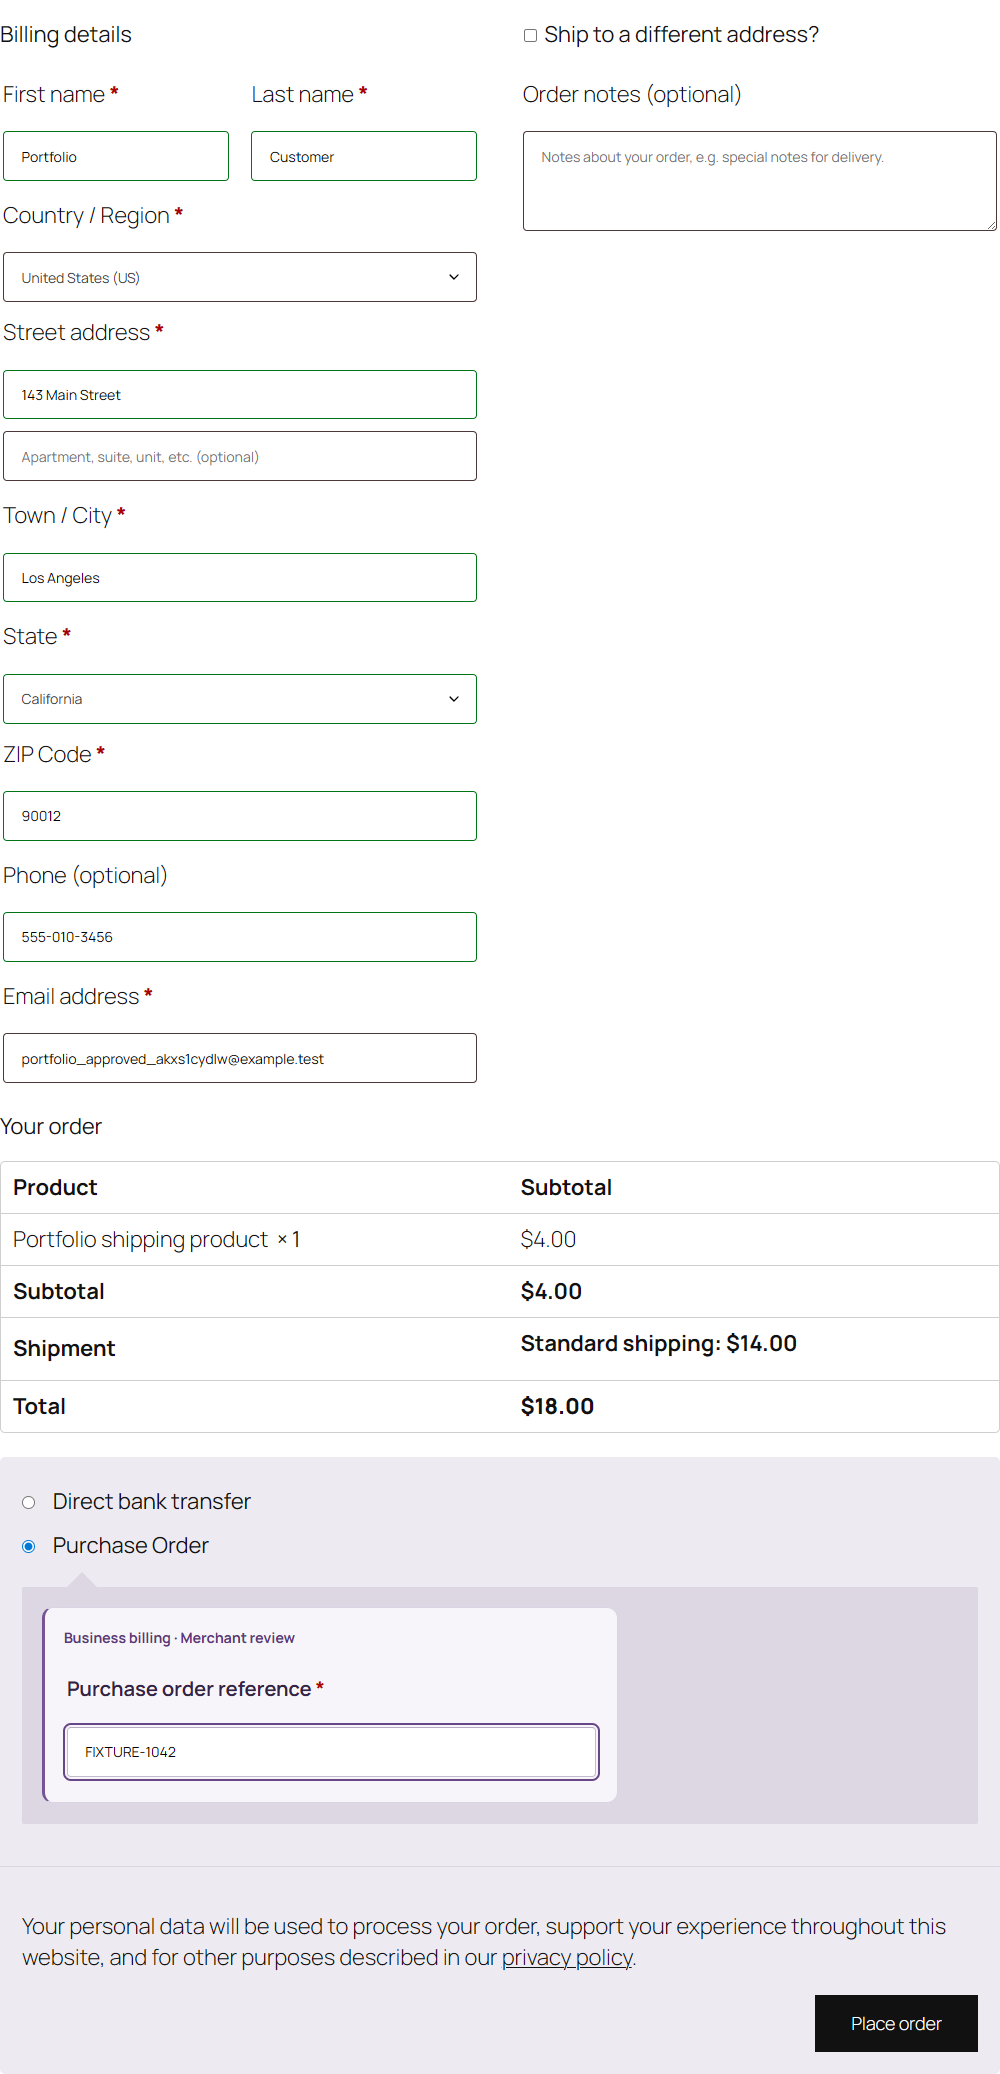 Billing details
First name *
Last name *
Portfolio
Customer
Country / Region *
United States (US)
Street address *
143 Main Street
Apartment, suite, unit, etc. (optional)
Town / City *
Los Angeles
State *
California
ZIP Code *
90012
Phone (optional)
555-010-3456
Email address *
portfolio_approved_akxs1cydlw@example.test
Ship to a different address?
Order notes (optional)
Notes about your order, e.g. special notes for delivery.
Your order
Product Subtotal
Portfolio shipping product × 1 $4.00
Subtotal $4.00
Shipment Standard shipping: $14.00
Total $18.00
Direct bank transfer
Purchase Order
Business billing · Merchant review
Purchase order reference *
FIXTURE-1042
Your personal data will be used to process your order, support your experience throughout this
website, and for other purposes described in our privacy policy.
Place order